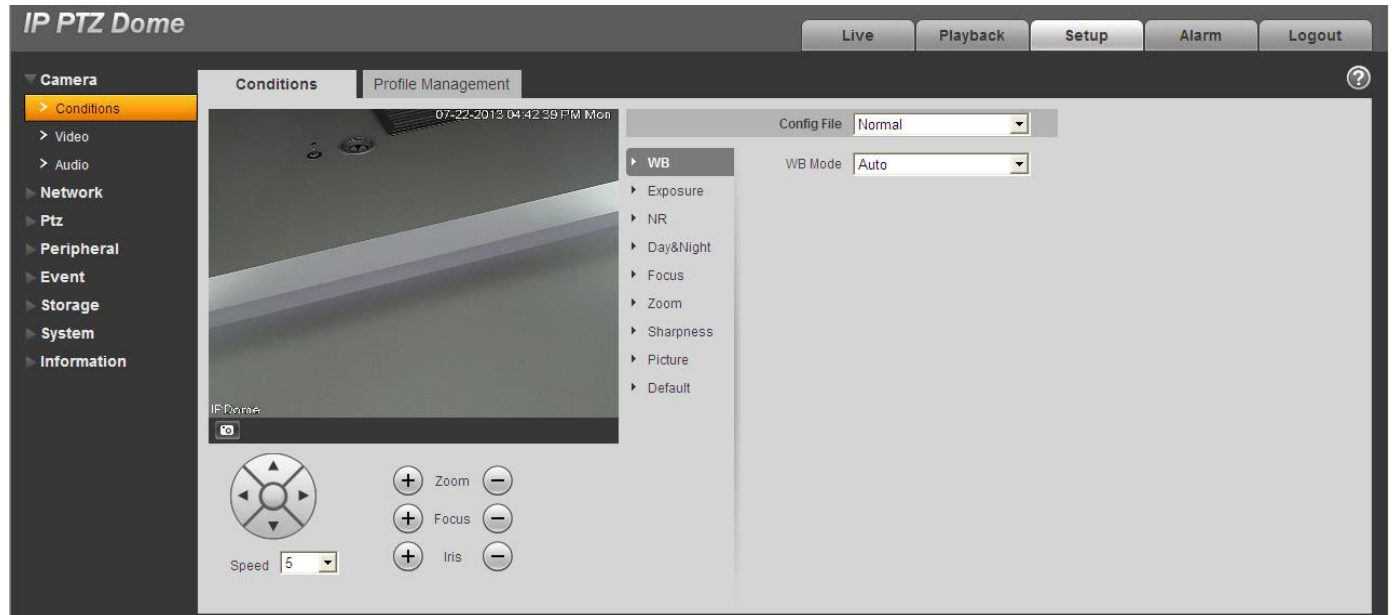 IP PTZ Dome
Live
Playback
Setup
Alarm
Logout
Camera
Conditions
Video
Audio
Network
Ptz
Peripheral
Event
Storage
System
Information
Conditions
Profile Management
?
07-22-2013 04:42:39 PM Mon
IPDome
Zoom
Focus
Iris
Speed 5
Config File Normal
WB
Exposure
NR
Day&Night
Focus
Zoom
Sharpness
Picture
Default
WB Mode Auto